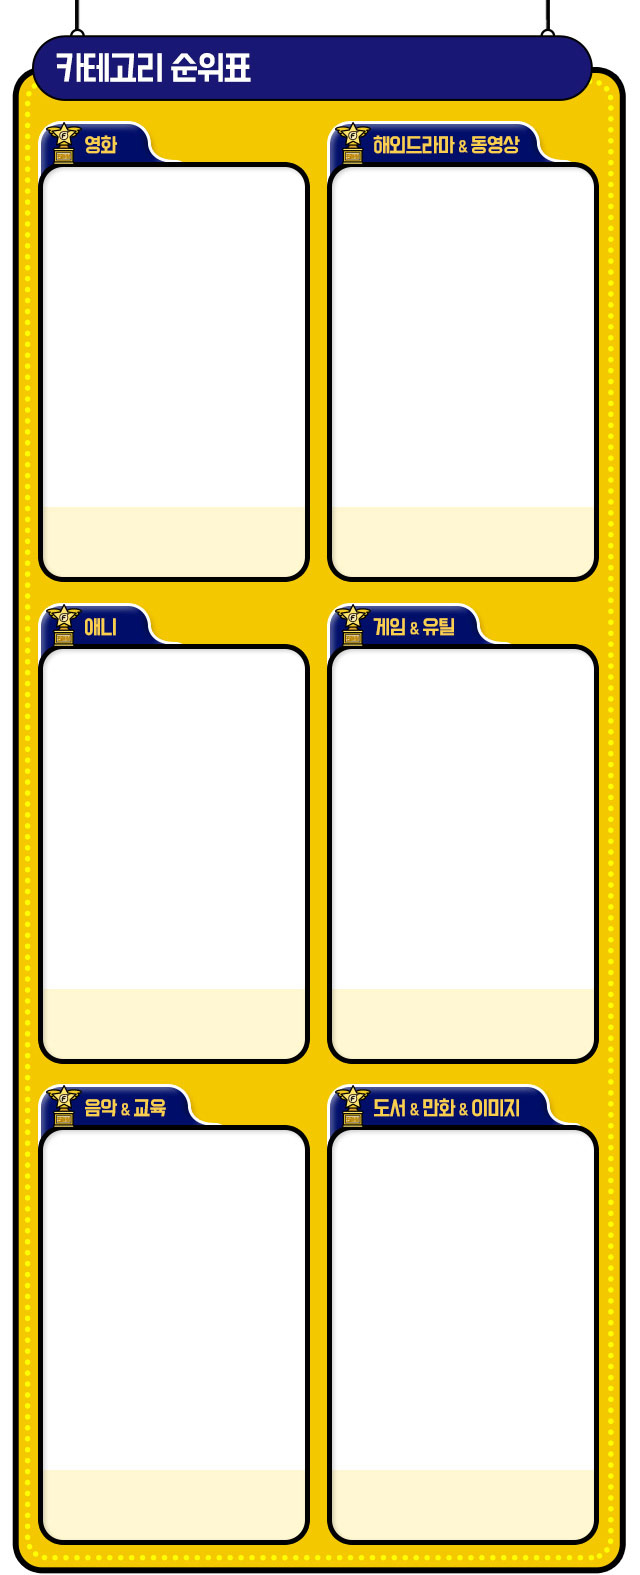 카테고리 순위표
영화
해외드라마 & 동영상
애니
게임 & 유틸
음악 & 교육
도서 & 만화 & 이미지